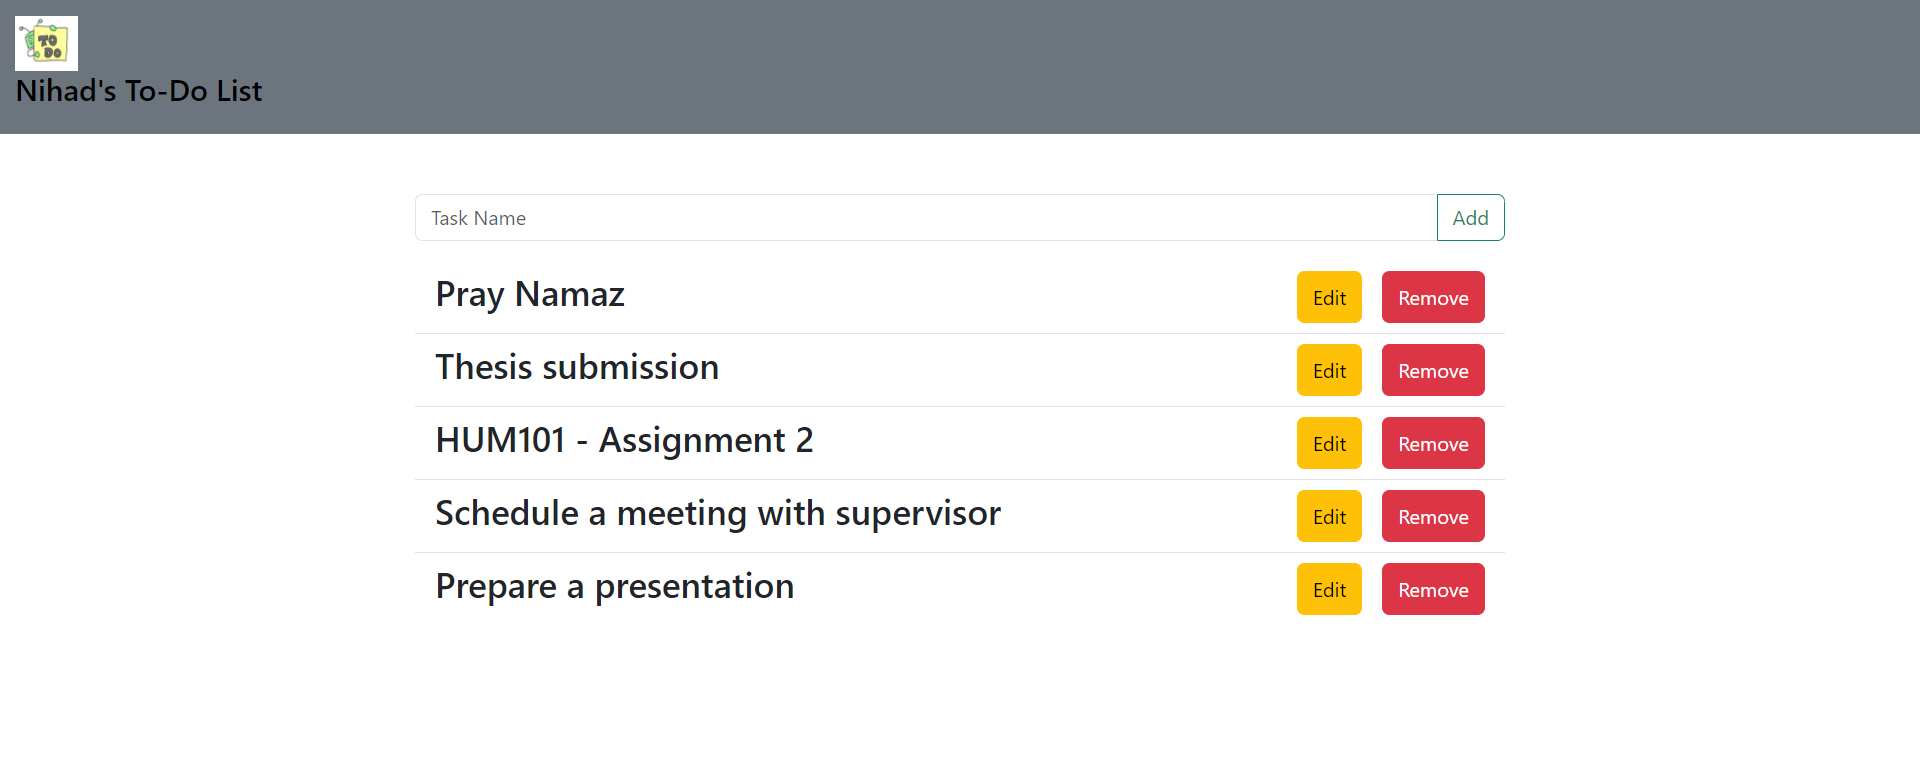 TO
DO
Nihad's To-Do List
Task Name Add
Pray Namaz Edit Remove
Thesis submission Edit Remove
HUM101 - Assignment 2 Edit Remove
Schedule a meeting with supervisor Edit Remove
Prepare a presentation Edit Remove